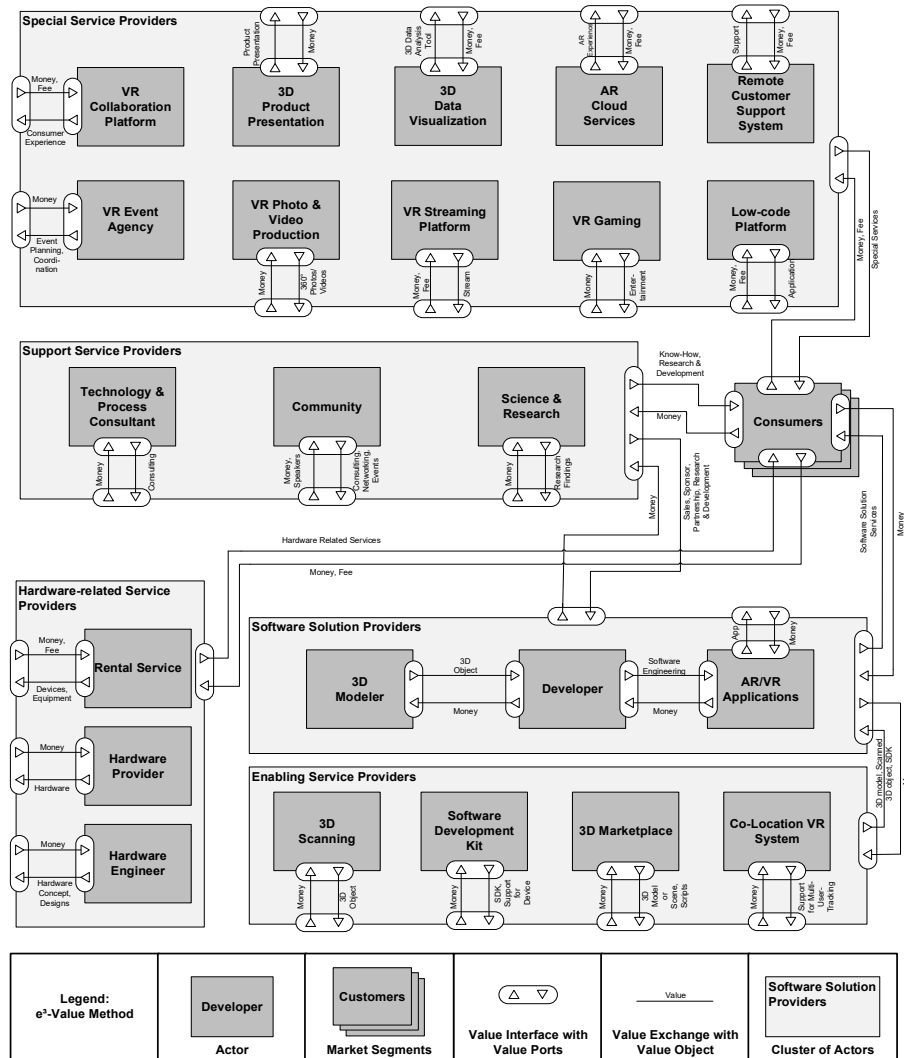 Special Service Providers
Product
Presentation
Money
3D Data
Analysis
Tool
Money,
Fee
AR
Experience
Money,
Fee
Support
Money,
Fee
Money,
Fee
Consumer
Experience
VR
Collaboration
Platform
3D
Product
Presentation
3D
Data
Visualization
AR
Cloud
Services
Remote
Customer
Support
System
Money
Event
Planning,
Coordi-
nation
VR Event
Agency
VR Photo &
Video
Production
VR Streaming
Platform
VR Gaming
Low-code
Platform
Money
360°
Photos/
Videos
Money,
Fee
Stream
Money
Enter-
tainment
Money,
Fee
Application
Money, Fee
Special Services
Support Service Providers
Technology &
Process
Consultant
Community
Science &
Research
Money
Consulting
Money,
Speakers
Consulting,
Networking,
Events
Money
Research
Findings
Know-How,
Research &
Development
Money
Consumers
Money
Sales, Sponsor,
Partnership, Research
& Development
Software Solution
Services
Money
Hardware Related Services
Money, Fee
Hardware-related Service
Providers
Money,
Fee
Devices,
Equipment
Rental Service
Money
Hardware
Hardware
Provider
Money
Hardware
Concept,
Designs
Hardware
Engineer
Software Solution Providers
App
Money
3D
Modeler
3D
Object
Money
Developer
Software
Engineering
Money
AR/VR
Applications
3D model, Scanned
3D object, SDK
Enabling Service Providers
3D
Scanning
Software
Development
Kit
3D Marketplace
Co-Location VR
System
Money
3D
Object
Money
SDK,
Support
for
Device
Money
3D
Model
or
Scene,
Scripts
Money
Support
for Multi-
User-
Tracking
Legend:
e³-Value Method
Developer
Actor
Customers
Market Segments
Value Interface with
Value Ports
Value
Value Exchange with
Value Object
Software Solution
Providers
Cluster of Actors